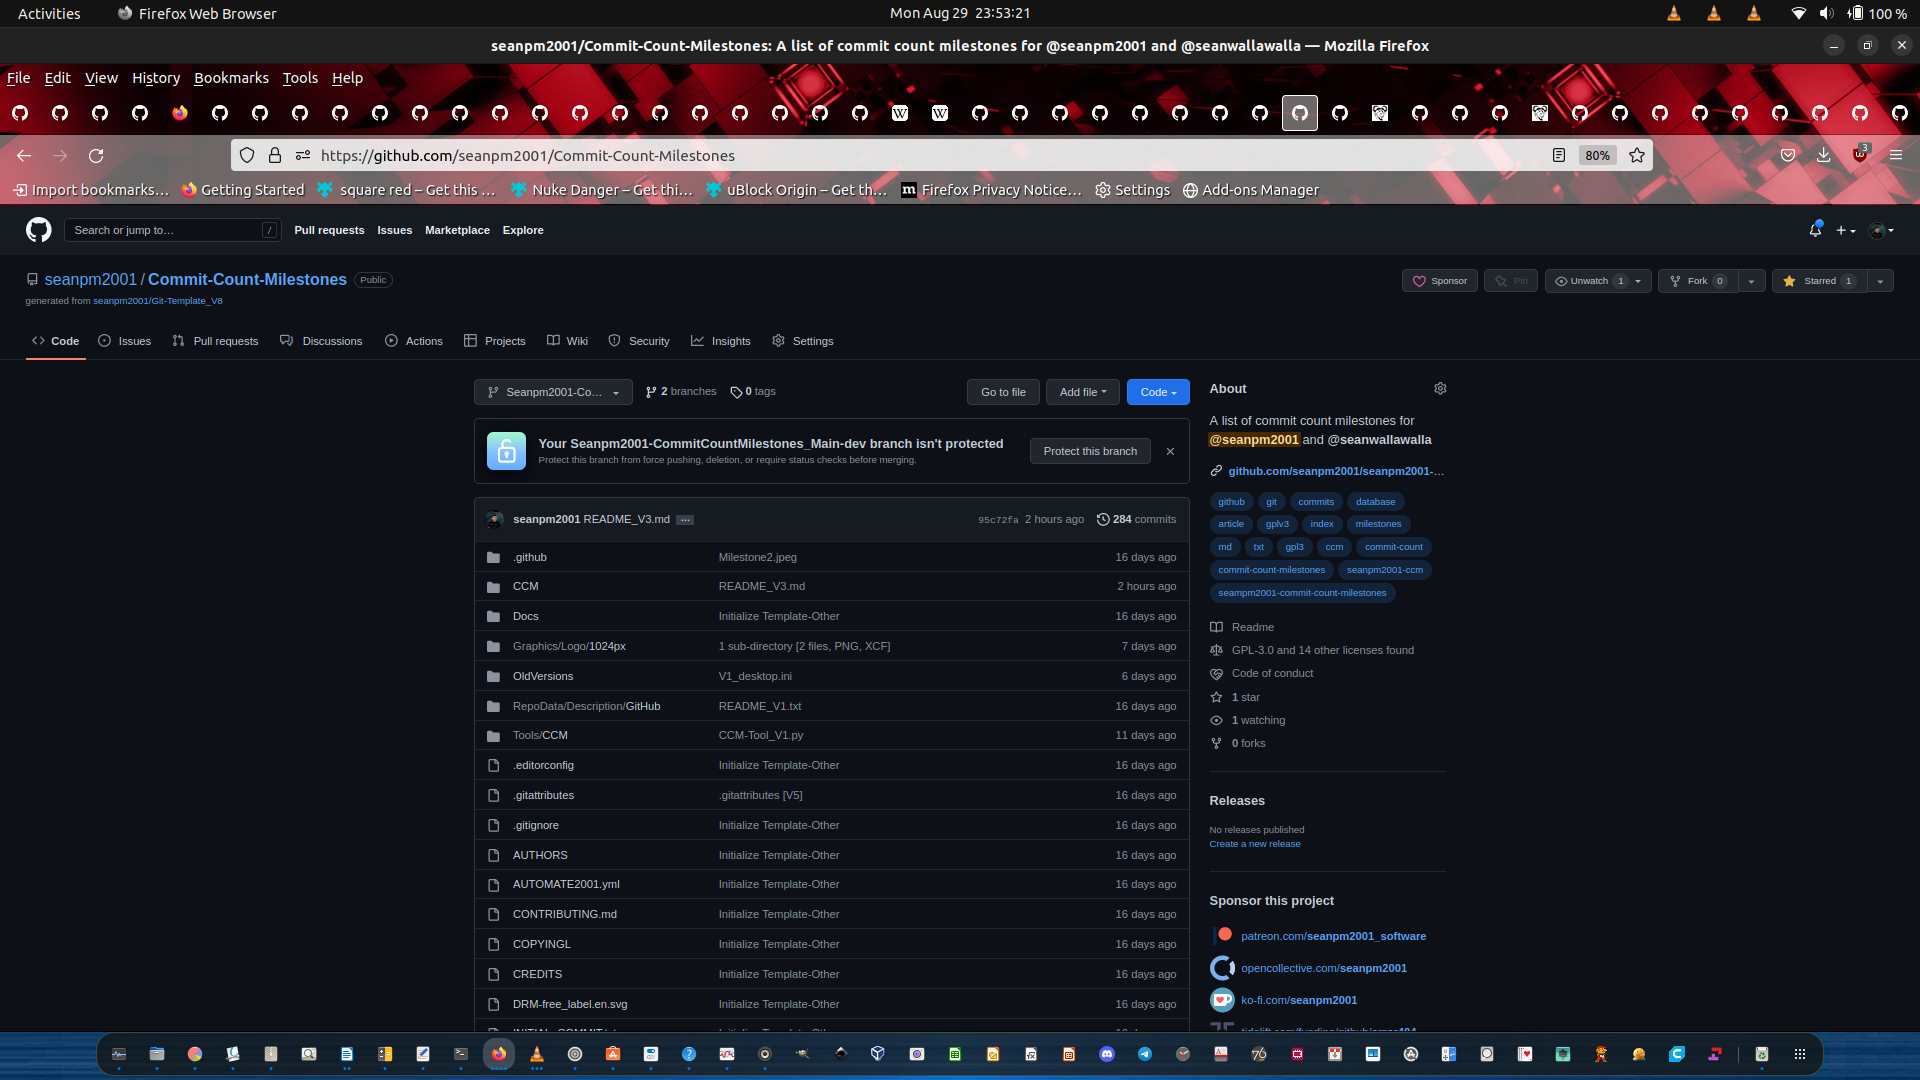 Activities
Firefox Web Browser
Mon Aug 29 23:53:21
100 %
seanpm2001/Commit-Count-Milestones: A list of commit count milestones for @seanpm2001 and @seanwallawalla — Mozilla Firefox
File Edit View History Bookmarks Tools Help
https://github.com/seanpm2001/Commit-Count-Milestones
80%
3
Import bookmarks…
Getting Started
square red – Get this …
Nuke Danger – Get thi…
uBlock Origin – Get th…
Firefox Privacy Notice…
Settings
Add-ons Manager
Search or jump to…
/
Pull requests Issues Marketplace Explore
seanpm2001 / Commit-Count-Milestones Public
generated from seanpm2001/Git-Template_V8
Sponsor
Pin
Unwatch 1
Fork 0
Starred 1
Code
Issues
Pull requests
Discussions
Actions
Projects
Wiki
Security
Insights
Settings
Seanpm2001-Co…
2 branches
0 tags
Go to file
Add file
Code
Your Seanpm2001-CommitCountMilestones_Main-dev branch isn't protected
Protect this branch from force pushing, deletion, or require status checks before merging.
Protect this branch
seanpm2001 README_V3.md …
95c72fa 2 hours ago
284 commits
.github Milestone2.jpeg 16 days ago
CCM README_V3.md 2 hours ago
Docs Initialize Template-Other 16 days ago
Graphics/Logo/1024px 1 sub-directory [2 files, PNG, XCF] 7 days ago
OldVersions V1_desktop.ini 6 days ago
RepoData/Description/GitHub README_V1.txt 16 days ago
Tools/CCM CCM-Tool_V1.py 11 days ago
.editorconfig Initialize Template-Other 16 days ago
.gitattributes .gitattributes [V5] 16 days ago
.gitignore Initialize Template-Other 16 days ago
AUTHORS Initialize Template-Other 16 days ago
AUTOMATE2001.yml Initialize Template-Other 16 days ago
CONTRIBUTING.md Initialize Template-Other 16 days ago
COPYINGL Initialize Template-Other 16 days ago
CREDITS Initialize Template-Other 16 days ago
DRM-free_label.en.svg Initialize Template-Other 16 days ago
About
A list of commit count milestones for
@seanpm2001 and @seanwallawalla
github.com/seanpm2001/seanpm2001-…
github git commits database
article gplv3 index milestones
md txt gpl3 ccm commit-count
commit-count-milestones seanpm2001-ccm
seampm2001-commit-count-milestones
Readme
GPL-3.0 and 14 other licenses found
Code of conduct
1 star
1 watching
0 forks
Releases
No releases published
Create a new release
Sponsor this project
patreon.com/seanpm2001_software
opencollective.com/seanpm2001
ko-fi.com/seanpm2001